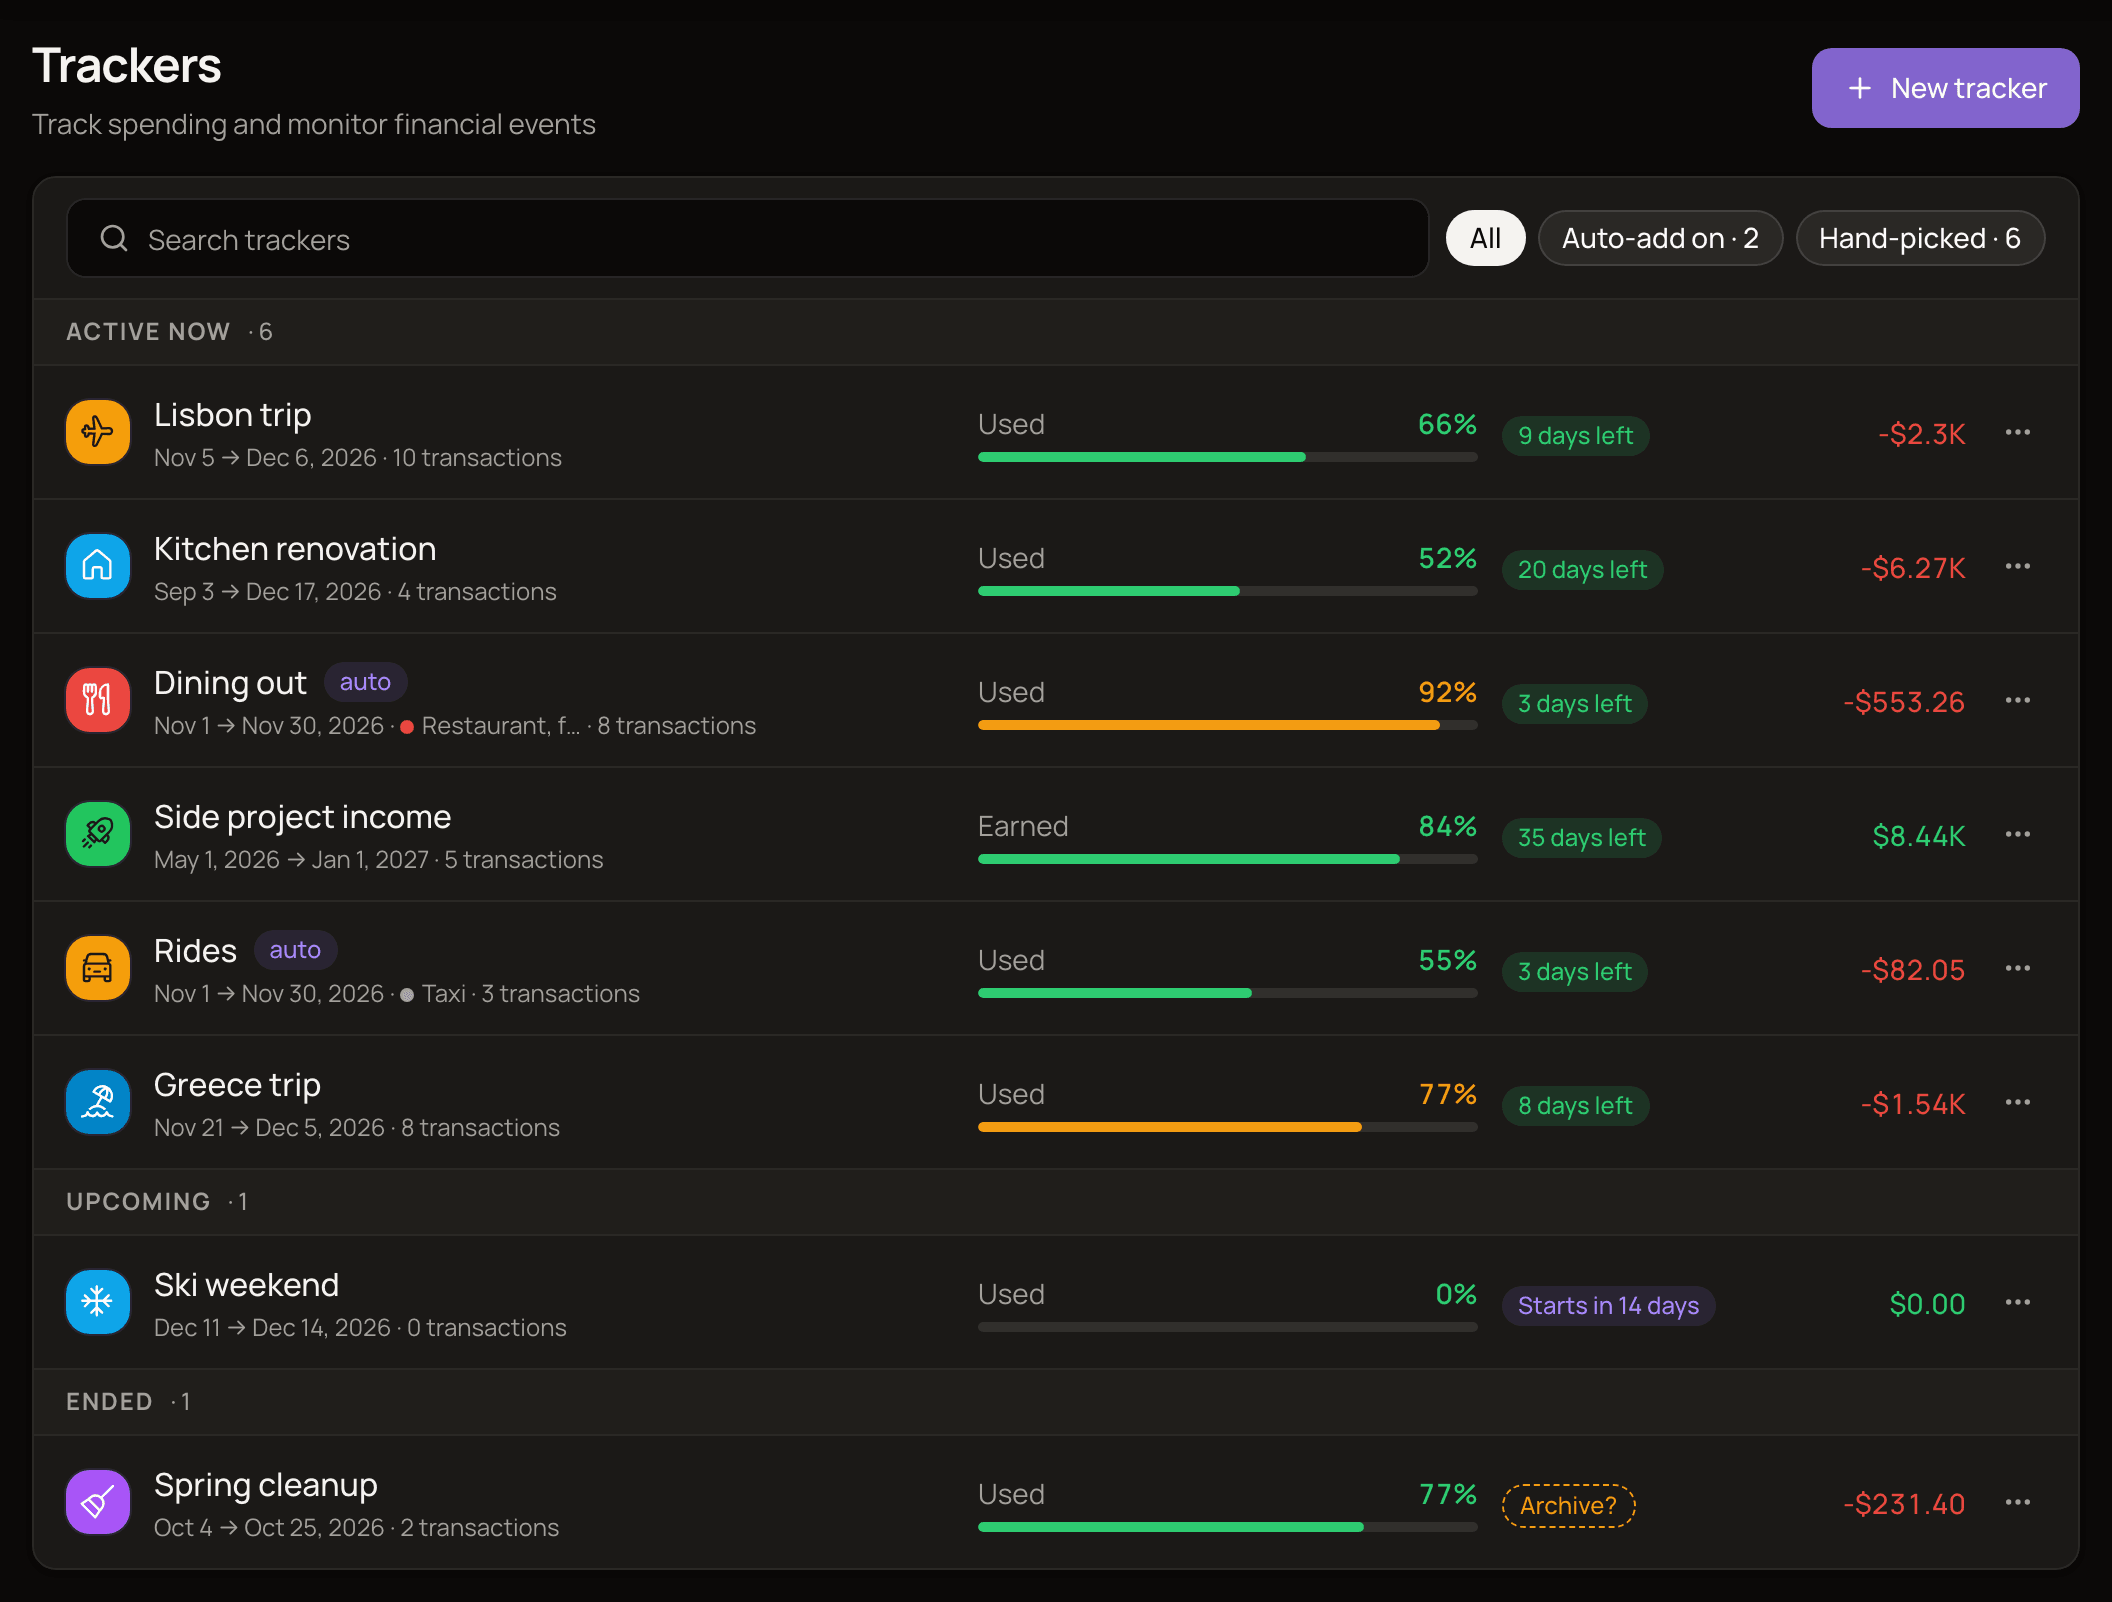 Trackers
Track spending and monitor financial events
+ New tracker
Search trackers
All
Auto-add on · 2
Hand-picked · 6
ACTIVE NOW · 6
Lisbon trip
Nov 5 → Dec 6, 2026 · 10 transactions
Used 66%
9 days left
-$2.3K
Kitchen renovation
Sep 3 → Dec 17, 2026 · 4 transactions
Used 52%
20 days left
-$6.27K
Dining out auto
Nov 1 → Nov 30, 2026 · Restaurant, f... · 8 transactions
Used 92%
3 days left
-$553.26
Side project income
May 1, 2026 → Jan 1, 2027 · 5 transactions
Earned 84%
35 days left
$8.44K
Rides auto
Nov 1 → Nov 30, 2026 · Taxi · 3 transactions
Used 55%
3 days left
-$82.05
Greece trip
Nov 21 → Dec 5, 2026 · 8 transactions
Used 77%
8 days left
-$1.54K
UPCOMING · 1
Ski weekend
Dec 11 → Dec 14, 2026 · 0 transactions
Used 0%
Starts in 14 days
$0.00
ENDED · 1
Spring cleanup
Oct 4 → Oct 25, 2026 · 2 transactions
Used 77%
Archive?
-$231.40